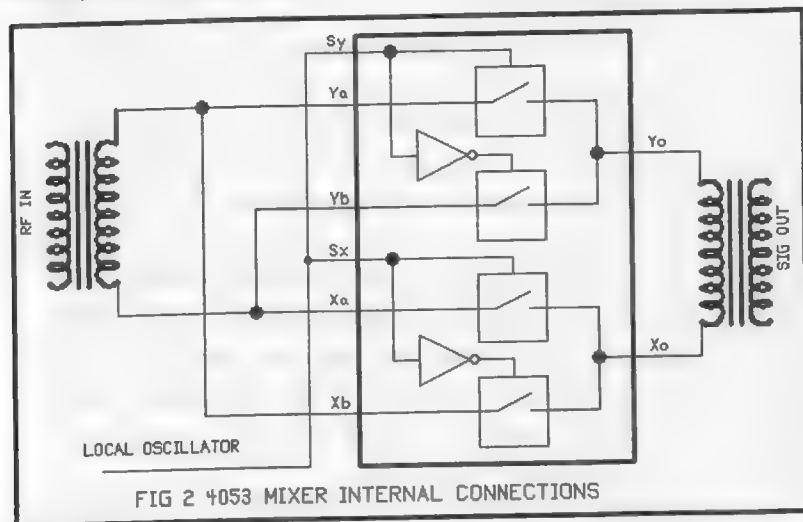 Sy
Ya
RF IN
Yo
Yb
SIG OUT
Sx
Xa
Xo
Xb
LOCAL OSCILLATOR
FIG 2 4053 MIXER INTERNAL CONNECTIONS